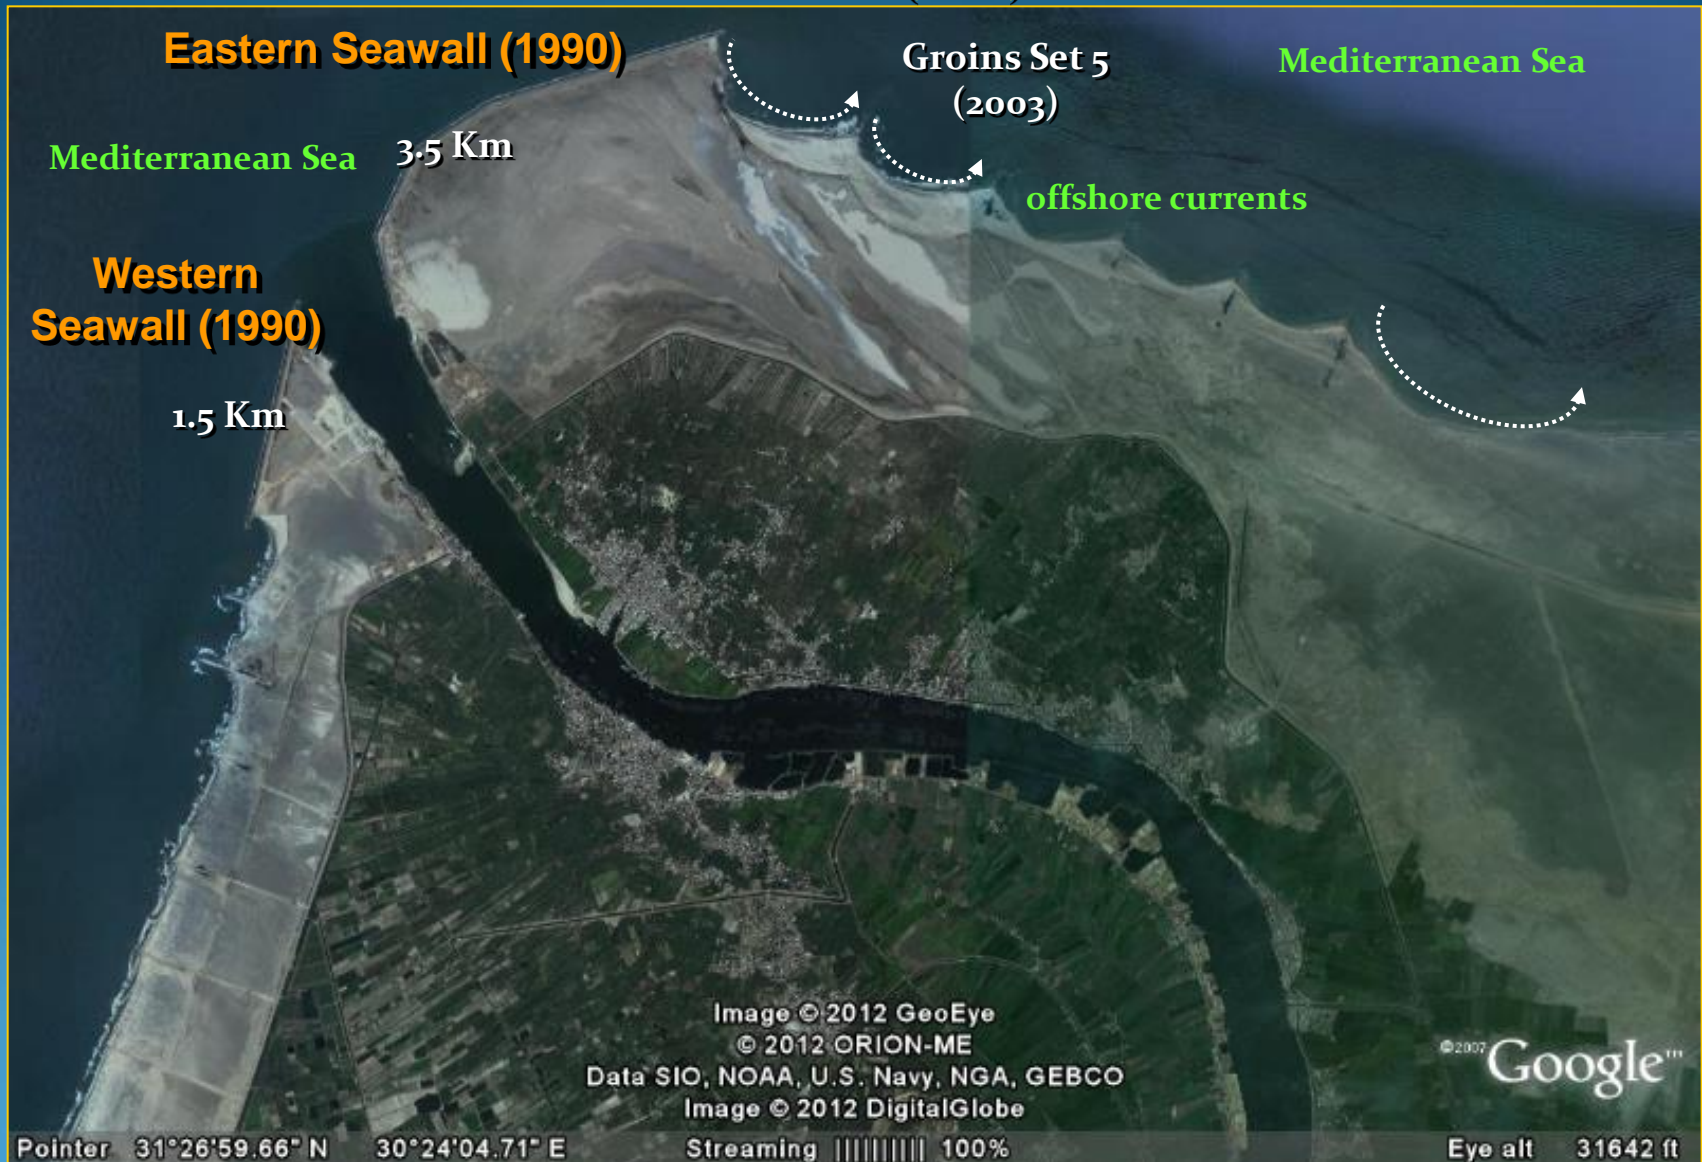 Eastern Seawall (1990)
Groins Set 5
(2003)
Mediterranean Sea
Mediterranean Sea
3.5 Km
offshore currents
Western
Seawall (1990)
1.5 Km
Image © 2012 GeoEye
© 2012 ORION-ME
Data SIO, NOAA, U.S. Navy, NGA, GEBCO
Image © 2012 DigitalGlobe
©2007 Google™
Pointer 31°26'59.66" N 30°24'04.71" E Streaming |||||||||| 100% Eye alt 31642 ft